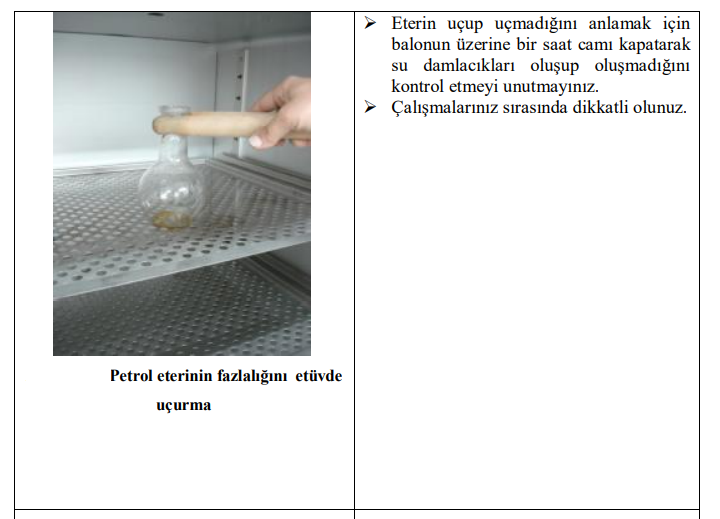 Petrol eterinin fazlalığını etüvde
uçurma
➢ Eterin uçup uçmadığını anlamak için
balonun üzerine bir saat camı kapatarak
su damlacıkları oluşup oluşmadığını
kontrol etmeyi unutmayınız.
➢ Çalışmalarınız sırasında dikkatli olunuz.